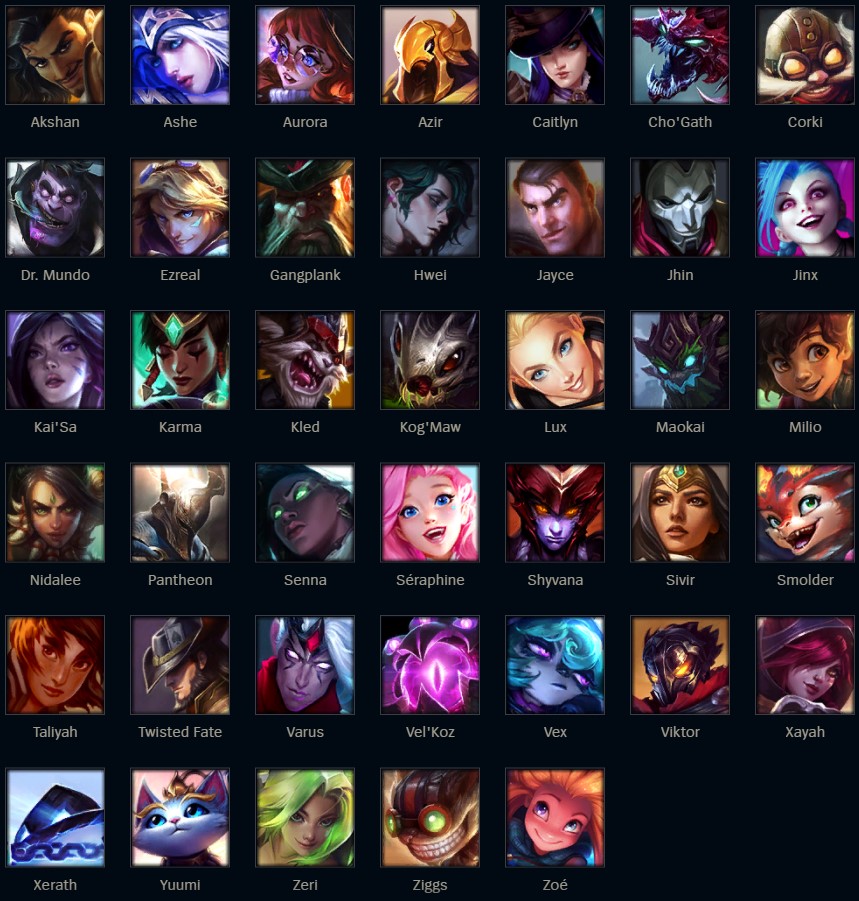 Akshan Ashe Aurora Azir Caitlyn Cho'Gath Corki
Dr. Mundo Ezreal Gangplank Hwei Jayce Jhin Jinx
Kai'Sa Karma Kled Kog'Maw Lux Maokai Milio
Nidalee Pantheon Senna Séraphine Shyvana Sivir Smolder
Taliyah Twisted Fate Varus Vel'Koz Vex Viktor Xayah
Xerath Yuumi Zeri Ziggs Zoé